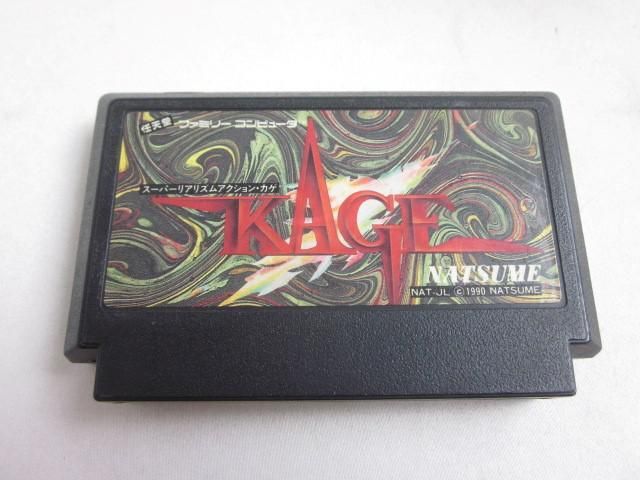 任天堂 ファミリーコンピュータ
スーパーリアリズムアクション・カゲ
KAGE
NATSUME
NAT-JL © 1990 NATSUME